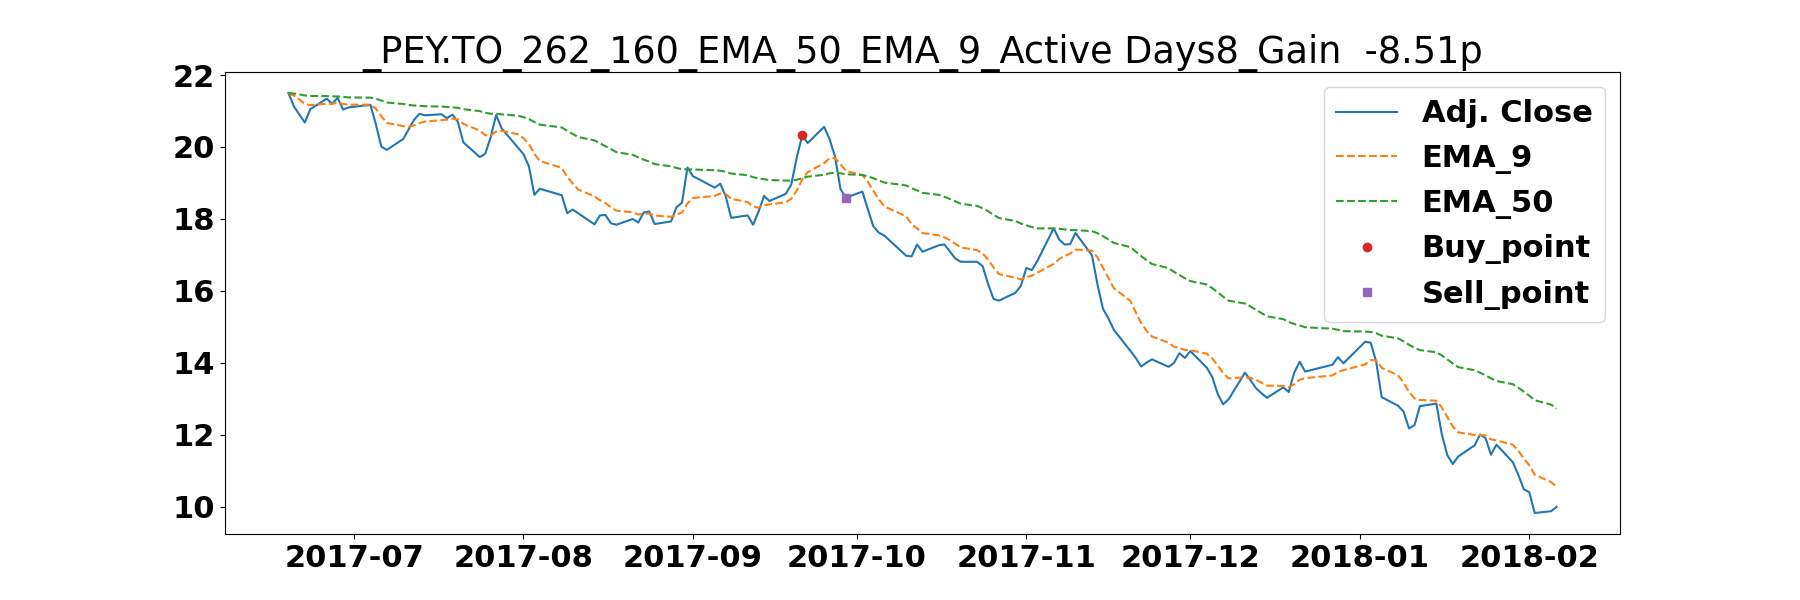 _PEY.TO_262_160_EMA_50_EMA_9_Active Days8_Gain  -8.51p
22
20
18
16
14
12
10
Adj. Close
EMA_9
EMA_50
Buy_point
Sell_point
2017-07 2017-08 2017-09 2017-10 2017-11 2017-12 2018-01 2018-02